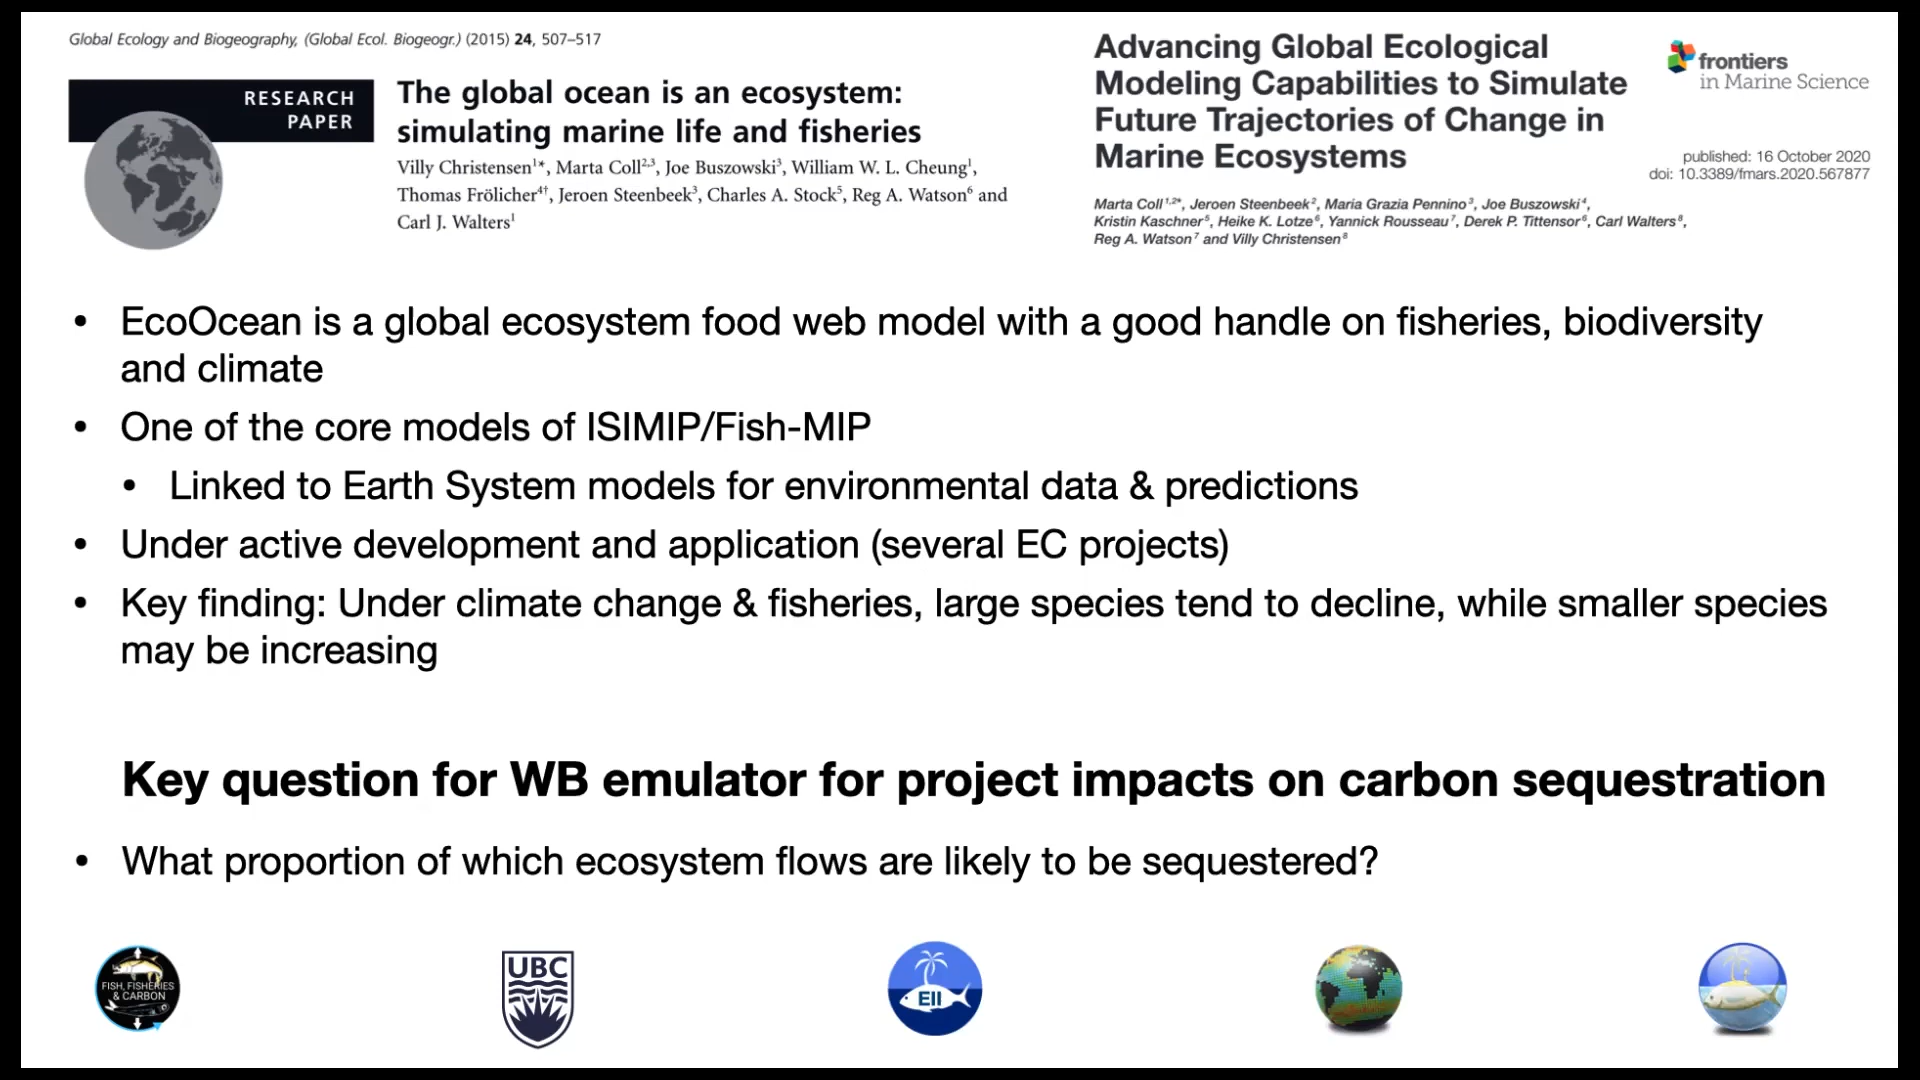 Global Ecology and Biogeography, (Global Ecol. Biogeogr.) (2015) 24, 507–517
RESEARCH
PAPER
The global ocean is an ecosystem:
simulating marine life and fisheries
Villy Christensen1*, Marta Coll2,3, Joe Buszowski3, William W. L. Cheung1,
Thomas Frölicher4†, Jeroen Steenbeek3, Charles A. Stock5, Reg A. Watson6 and
Carl J. Walters1
Advancing Global Ecological
Modeling Capabilities to Simulate
Future Trajectories of Change in
Marine Ecosystems
frontiers
in Marine Science
published: 16 October 2020
doi: 10.3389/fmars.2020.567877
Marta Coll1,2*, Jeroen Steenbeek2, Maria Grazia Pennino3, Joe Buszowski4,
Kristin Kaschner5, Heike K. Lotze6, Yannick Rousseau7, Derek P. Tittensor6, Carl Walters8,
Reg A. Watson7 and Villy Christensen8
• EcoOcean is a global ecosystem food web model with a good handle on fisheries, biodiversity
and climate
• One of the core models of ISIMIP/Fish-MIP
• Linked to Earth System models for environmental data & predictions
• Under active development and application (several EC projects)
• Key finding: Under climate change & fisheries, large species tend to decline, while smaller species
may be increasing
Key question for WB emulator for project impacts on carbon sequestration
• What proportion of which ecosystem flows are likely to be sequestered?
FISH, FISHERIES
& CARBON
UBC
EII